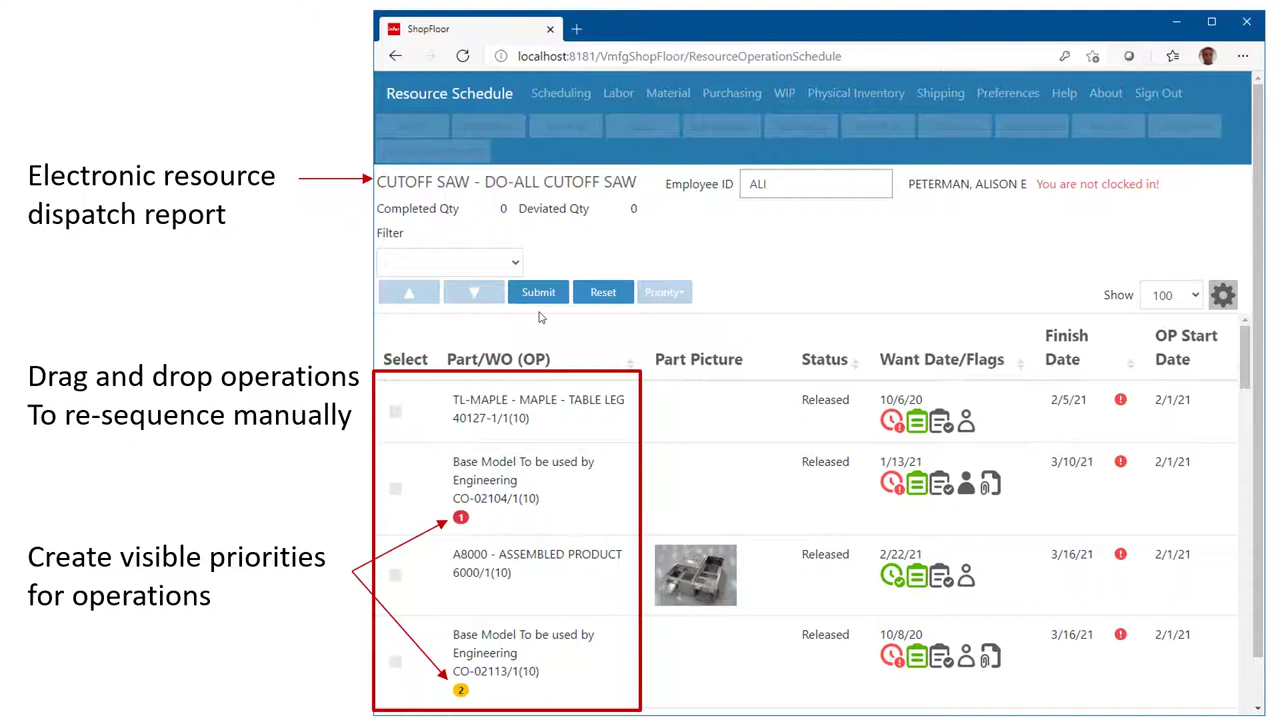 ShopFloor
localhost:8181/VmfgShopFloor/ResourceOperationSchedule
Resource Schedule Scheduling Labor Material Purchasing WIP Physical Inventory Shipping Preferences Help About Sign Out
Electronic resource
dispatch report
CUTOFF SAW - DO-ALL CUTOFF SAW Employee ID ALI PETERMAN, ALISON E You are not clocked in!
Completed Qty 0 Deviated Qty 0
Filter
Submit Reset Priority
Show 100
Select Part/WO (OP) Part Picture Status Want Date/Flags Finish Date OP Start Date
Drag and drop operations
To re-sequence manually
TL-MAPLE - MAPLE - TABLE LEG Released 10/6/20 2/5/21 2/1/21
40127-1/1(10)
Base Model To be used by Released 1/13/21 3/10/21 2/1/21
Engineering
CO-02104/1(10)
1
Create visible priorities
for operations
A8000 - ASSEMBLED PRODUCT Released 2/22/21 3/16/21 2/1/21
6000/1(10)
Base Model To be used by Released 10/8/20 3/16/21 2/1/21
Engineering
CO-02113/1(10)
2